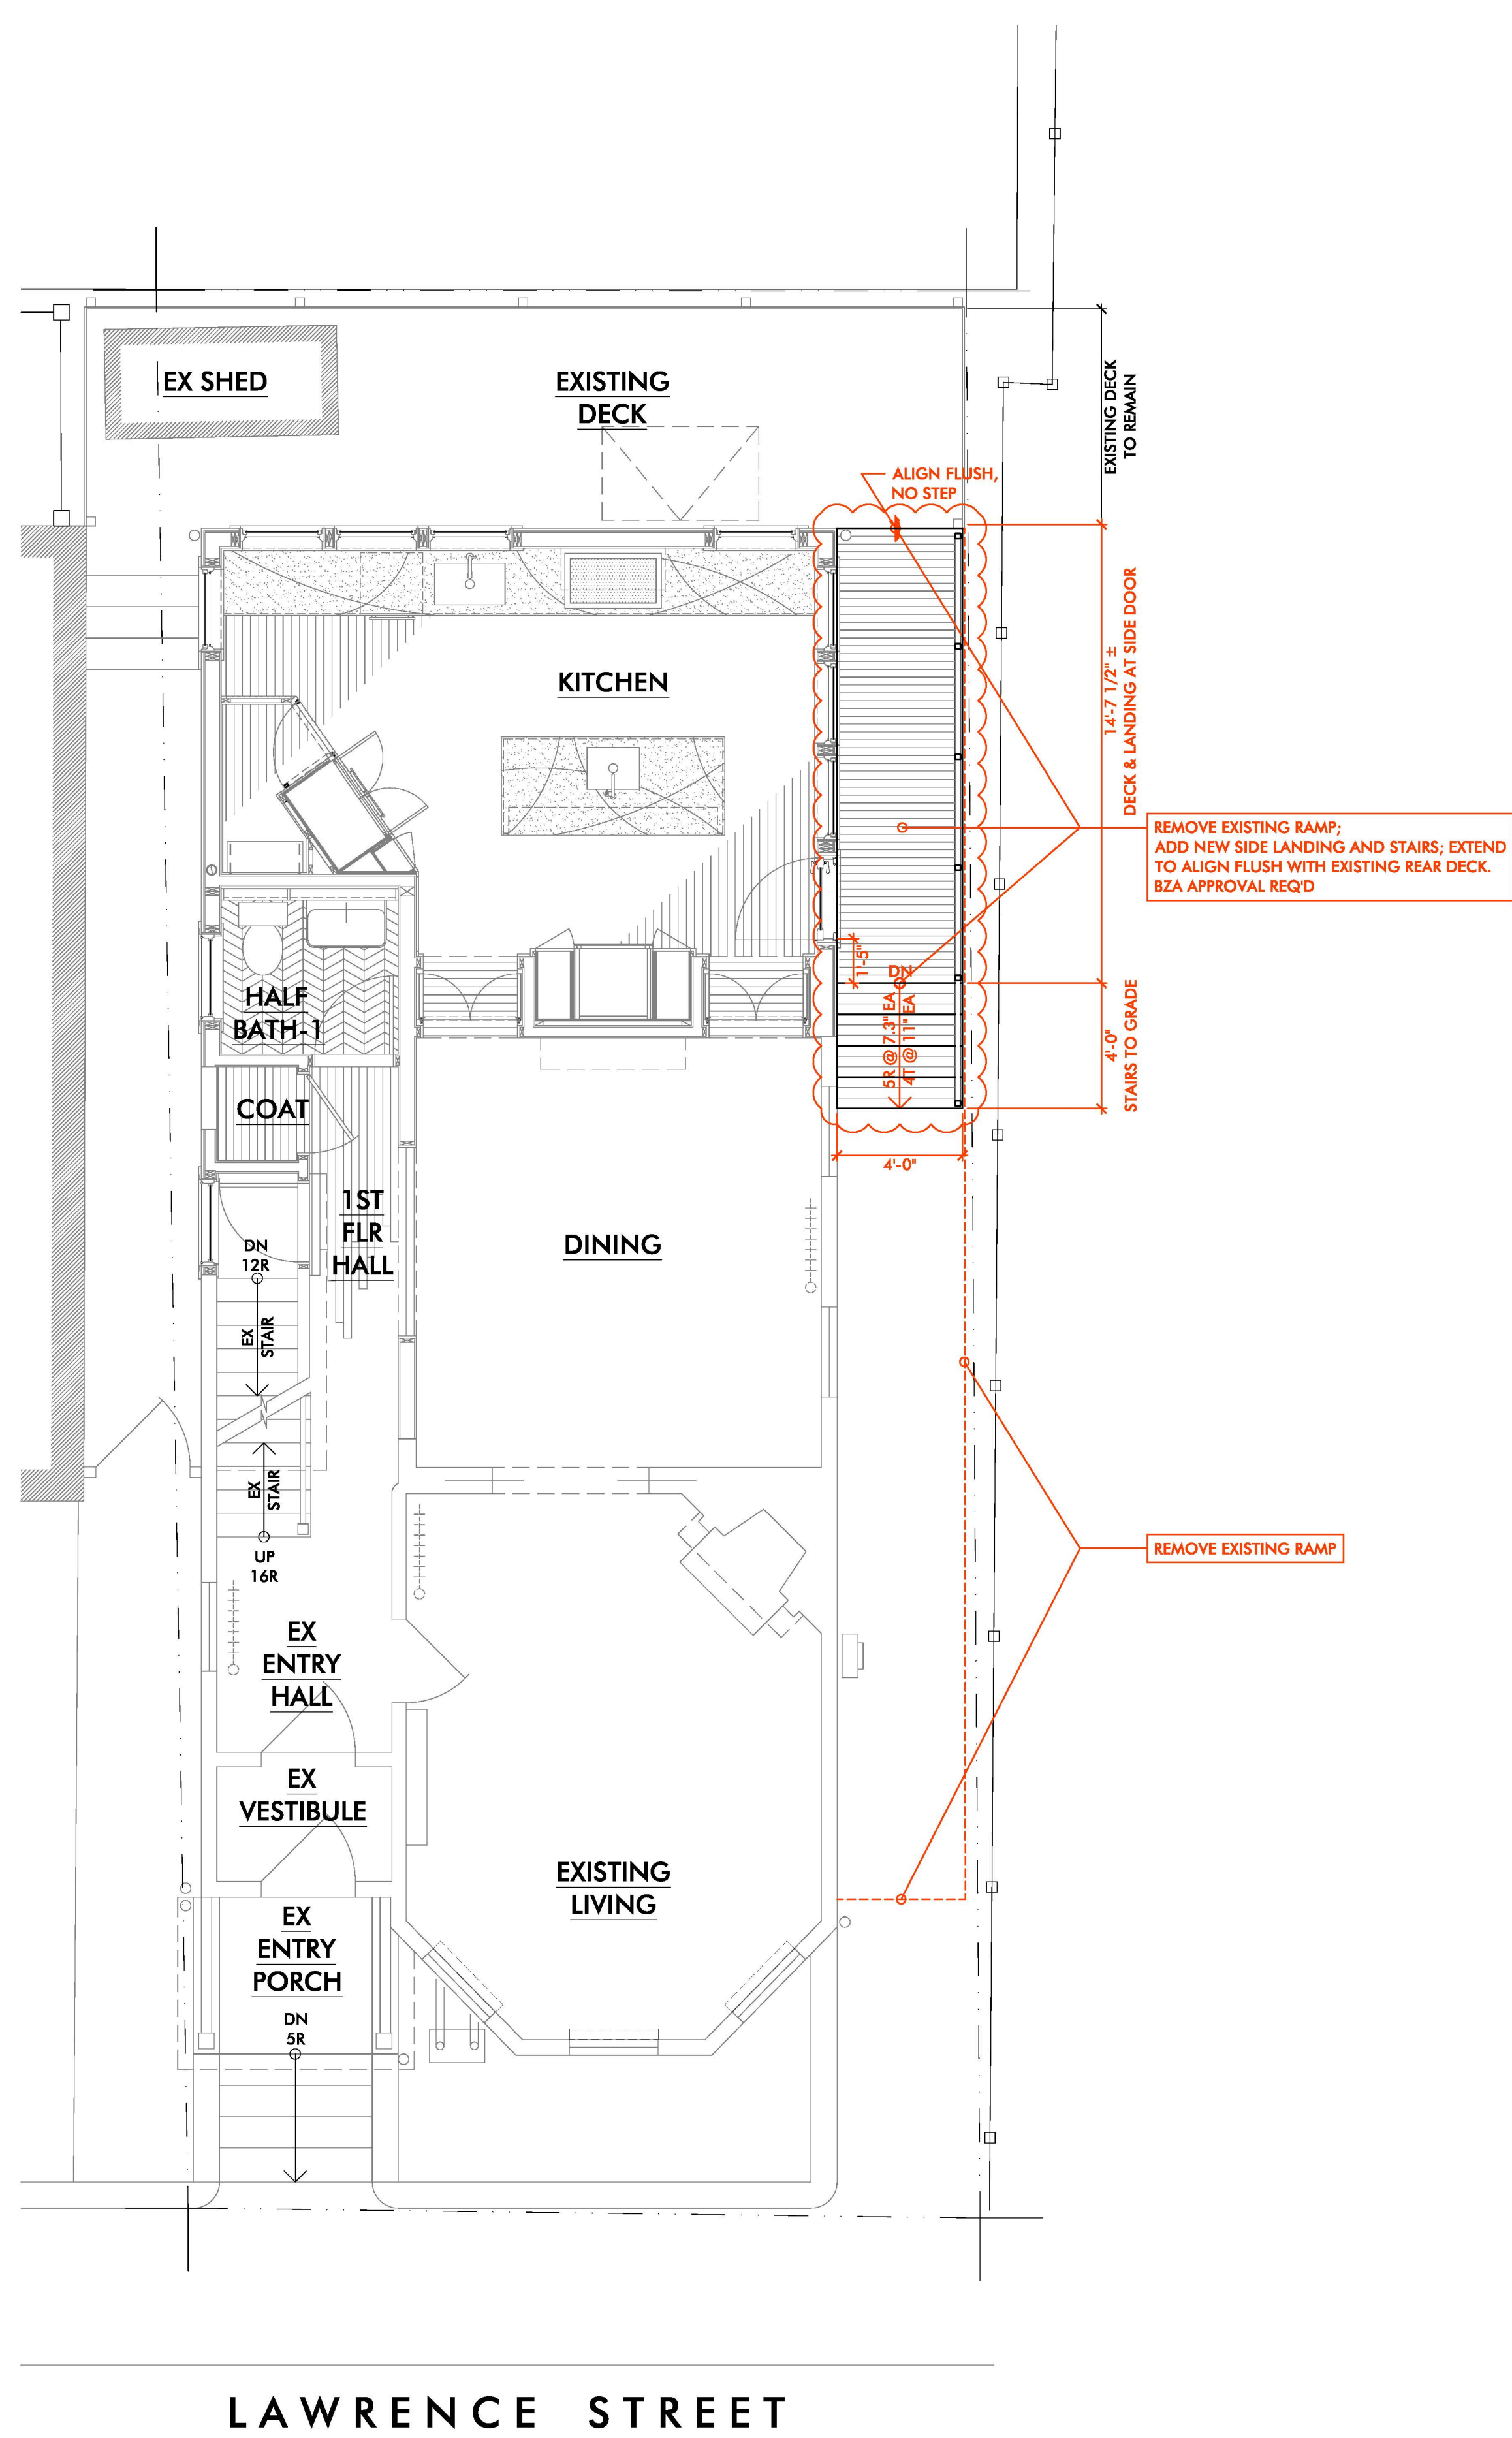 EX SHED
EXISTING
DECK
EXISTING DECK
TO REMAIN
ALIGN FLUSH,
NO STEP
KITCHEN
14'-7 1/2" ±
DECK & LANDING AT SIDE DOOR
REMOVE EXISTING RAMP;
ADD NEW SIDE LANDING AND STAIRS; EXTEND
TO ALIGN FLUSH WITH EXISTING REAR DECK.
BZA APPROVAL REQ'D
1'-5"
DN
5R @ 7.3" EA
4T @ 11" EA
4'-0"
STAIRS TO GRADE
HALF
BATH-1
COAT
4'-0"
1ST
FLR
HALL
DINING
DN
12R
EX
STAIR
EX
STAIR
UP
16R
REMOVE EXISTING RAMP
EX
ENTRY
HALL
EX
VESTIBULE
EXISTING
LIVING
EX
ENTRY
PORCH
DN
5R
LAWRENCE STREET